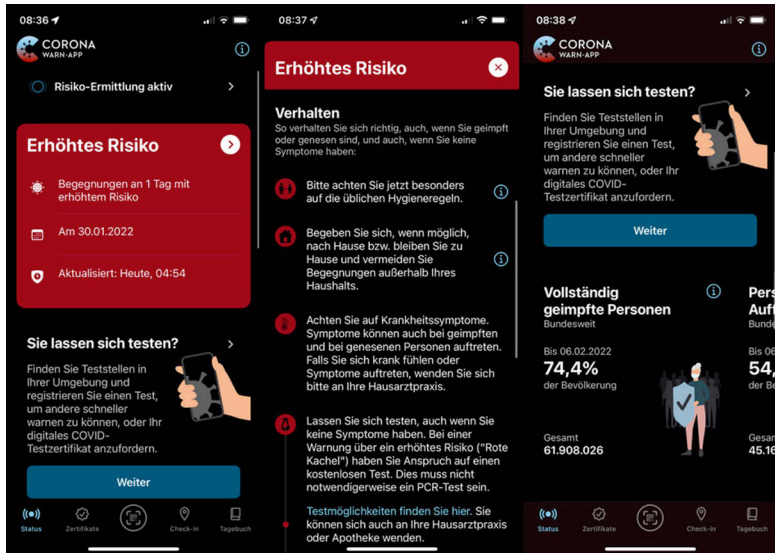 08:36
CORONA
WARN-APP
Risiko-Ermittlung aktiv
Erhöhtes Risiko
Begegnungen an 1 Tag mit
erhöhtem Risiko
Am 30.01.2022
Aktualisiert: Heute, 04:54
Sie lassen sich testen?
Finden Sie Teststellen in
Ihrer Umgebung und
registrieren Sie einen Test,
um andere schneller
warnen zu können, oder Ihr
digitales COVID-
Testzertifikat anzufordern.
Weiter
Status
Zertifikate
Check-in
Tagebuch
08:37
Erhöhtes Risiko
Verhalten
So verhalten Sie sich richtig, auch, wenn Sie geimpft
oder genesen sind, und auch, wenn Sie keine
Symptome haben:
Bitte achten Sie jetzt besonders
auf die üblichen Hygieneregeln.
Begeben Sie sich, wenn möglich,
nach Hause bzw. bleiben Sie zu
Hause und vermeiden Sie
Begegnungen außerhalb Ihres
Haushalts.
Achten Sie auf Krankheitssymptome.
Symptome können auch bei geimpften
und bei genesenen Personen auftreten.
Falls Sie sich krank fühlen oder
Symptome auftreten, wenden Sie sich
bitte an Ihre Hausarztpraxis.
Lassen Sie sich testen, auch wenn Sie
keine Symptome haben. Bei einer
Warnung über ein erhöhtes Risiko ("Rote
Kachel") haben Sie Anspruch auf einen
kostenlosen Test. Dies muss nicht
notwendigerweise ein PCR-Test sein.
Testmöglichkeiten finden Sie hier. Sie
können sich auch an Ihre Hausarztpraxis
oder Apotheke wenden.
08:38
CORONA
WARN-APP
Sie lassen sich testen?
Finden Sie Teststellen in
Ihrer Umgebung und
registrieren Sie einen Test,
um andere schneller
warnen zu können, oder Ihr
digitales COVID-
Testzertifikat anzufordern.
Weiter
Vollständig
geimpfte Personen
Bundesweit
Bis 06.02.2022
74,4%
der Bevölkerung
Gesamt
61.908.026
Pers
Auff
Bunde
Bis 06
54,
der Be
Gesam
45.16
Status
Zertifikate
Check-in
Tagebuch